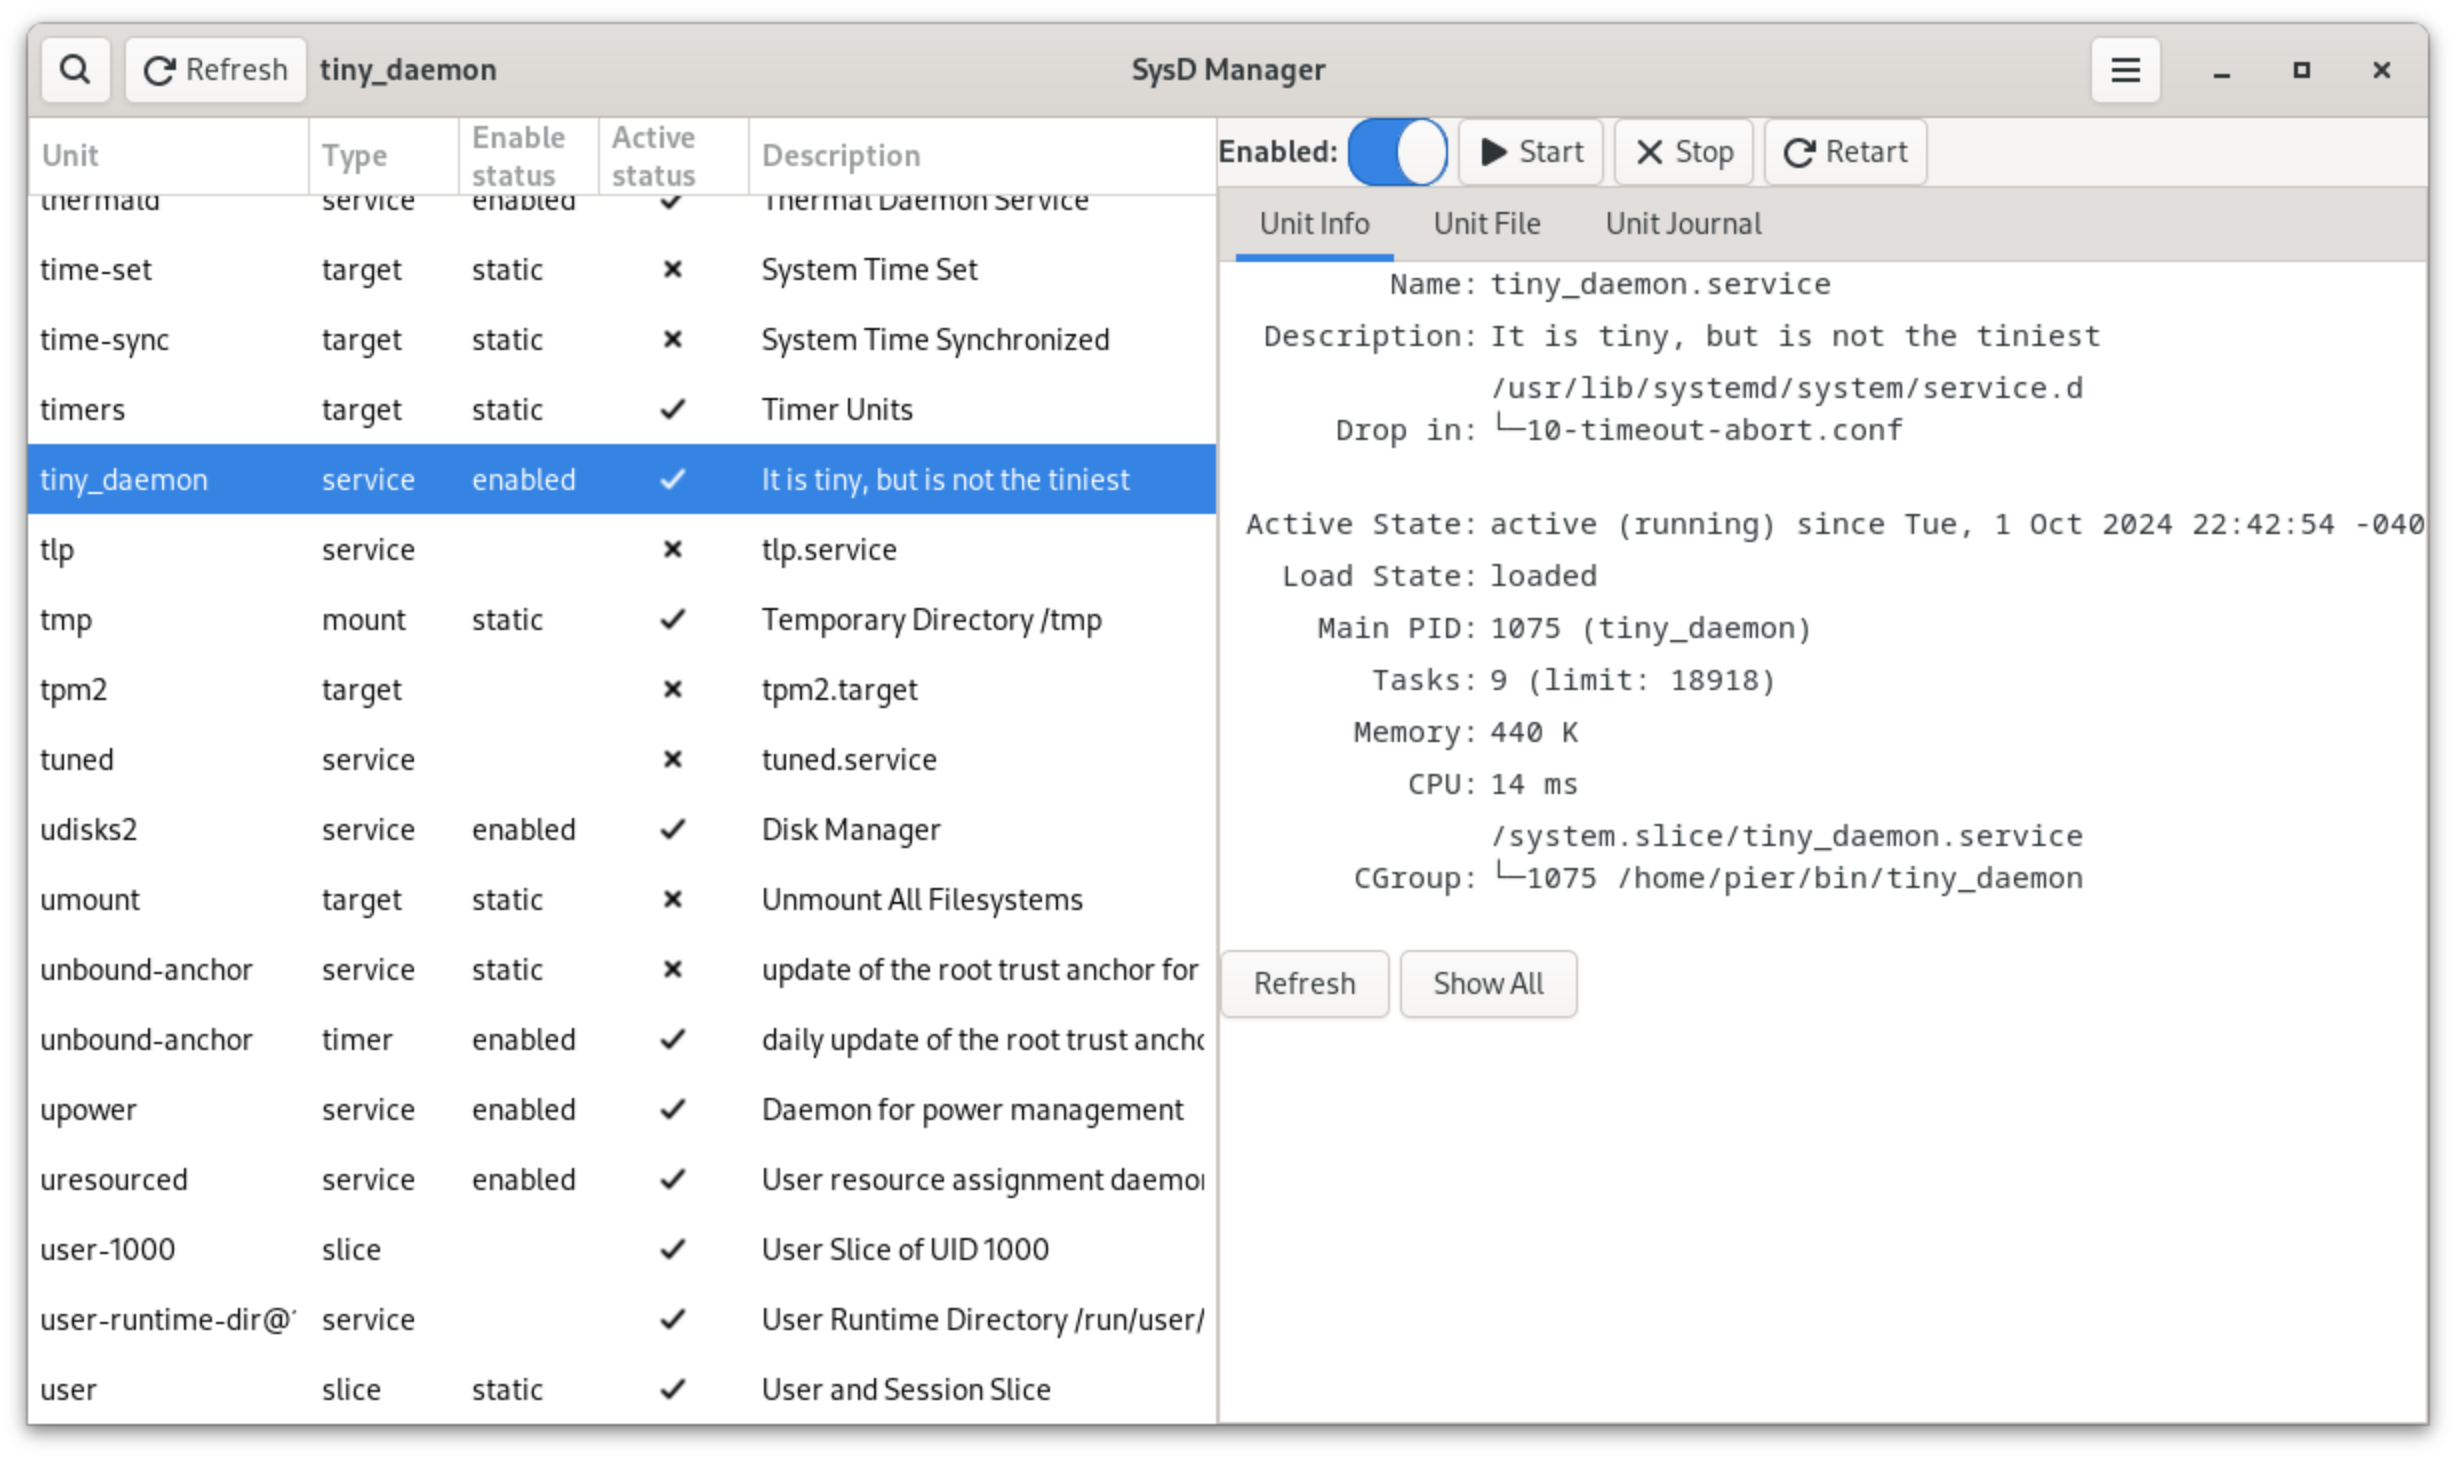 Refresh tiny_daemon SysD Manager
Unit Type Enable status Active status Description
thermald service enabled Thermal Daemon Service
time-set target static System Time Set
time-sync target static System Time Synchronized
timers target static Timer Units
tiny_daemon service enabled It is tiny, but is not the tiniest
tlp service tlp.service
tmp mount static Temporary Directory /tmp
tpm2 target tpm2.target
tuned service tuned.service
udisks2 service enabled Disk Manager
umount target static Unmount All Filesystems
unbound-anchor service static update of the root trust anchor for
unbound-anchor timer enabled daily update of the root trust ancho
upower service enabled Daemon for power management
uresourced service enabled User resource assignment daemon
user-1000 slice User Slice of UID 1000
user-runtime-dir@ service User Runtime Directory /run/user/
user slice static User and Session Slice
Enabled: Start Stop Retart
Unit Info Unit File Unit Journal
Name: tiny_daemon.service
Description: It is tiny, but is not the tiniest
/usr/lib/systemd/system/service.d
Drop in: └─10-timeout-abort.conf
Active State: active (running) since Tue, 1 Oct 2024 22:42:54 -040
Load State: loaded
Main PID: 1075 (tiny_daemon)
Tasks: 9 (limit: 18918)
Memory: 440 K
CPU: 14 ms
/system.slice/tiny_daemon.service
CGroup: └─1075 /home/pier/bin/tiny_daemon
Refresh Show All